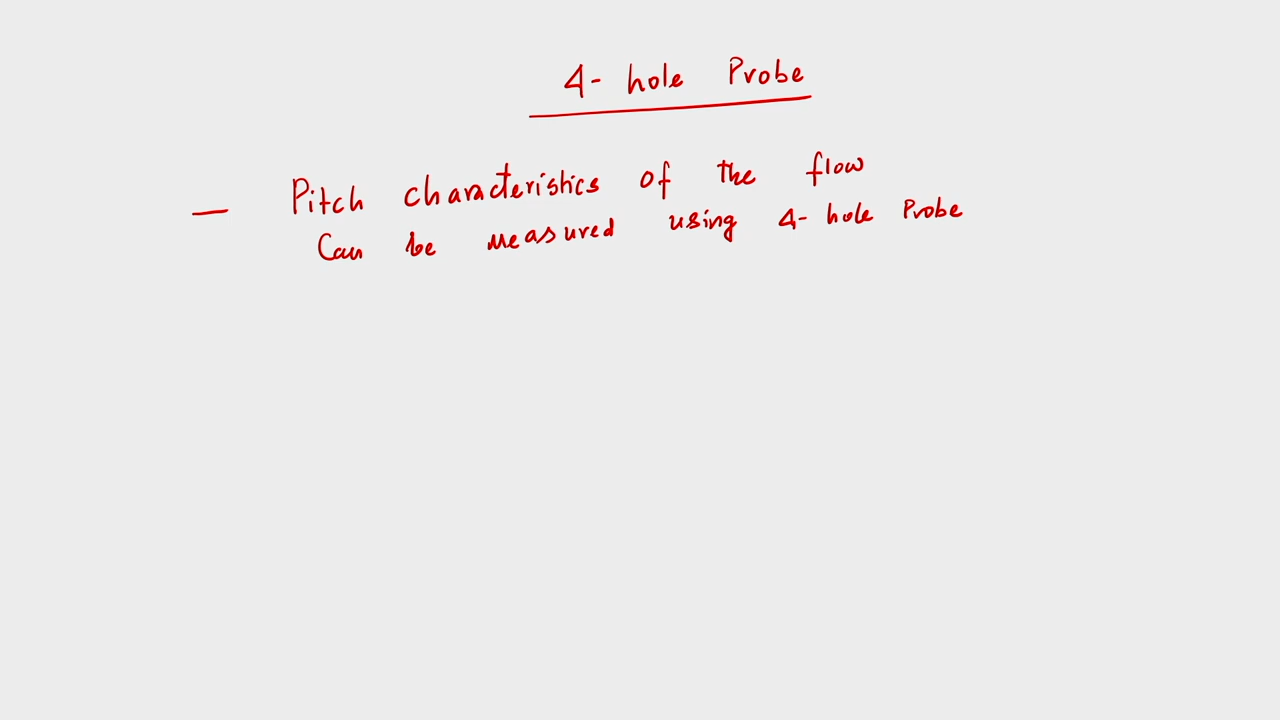 4- hole Probe
— Pitch characteristics of the flow
Can be measured using 4- hole Probe